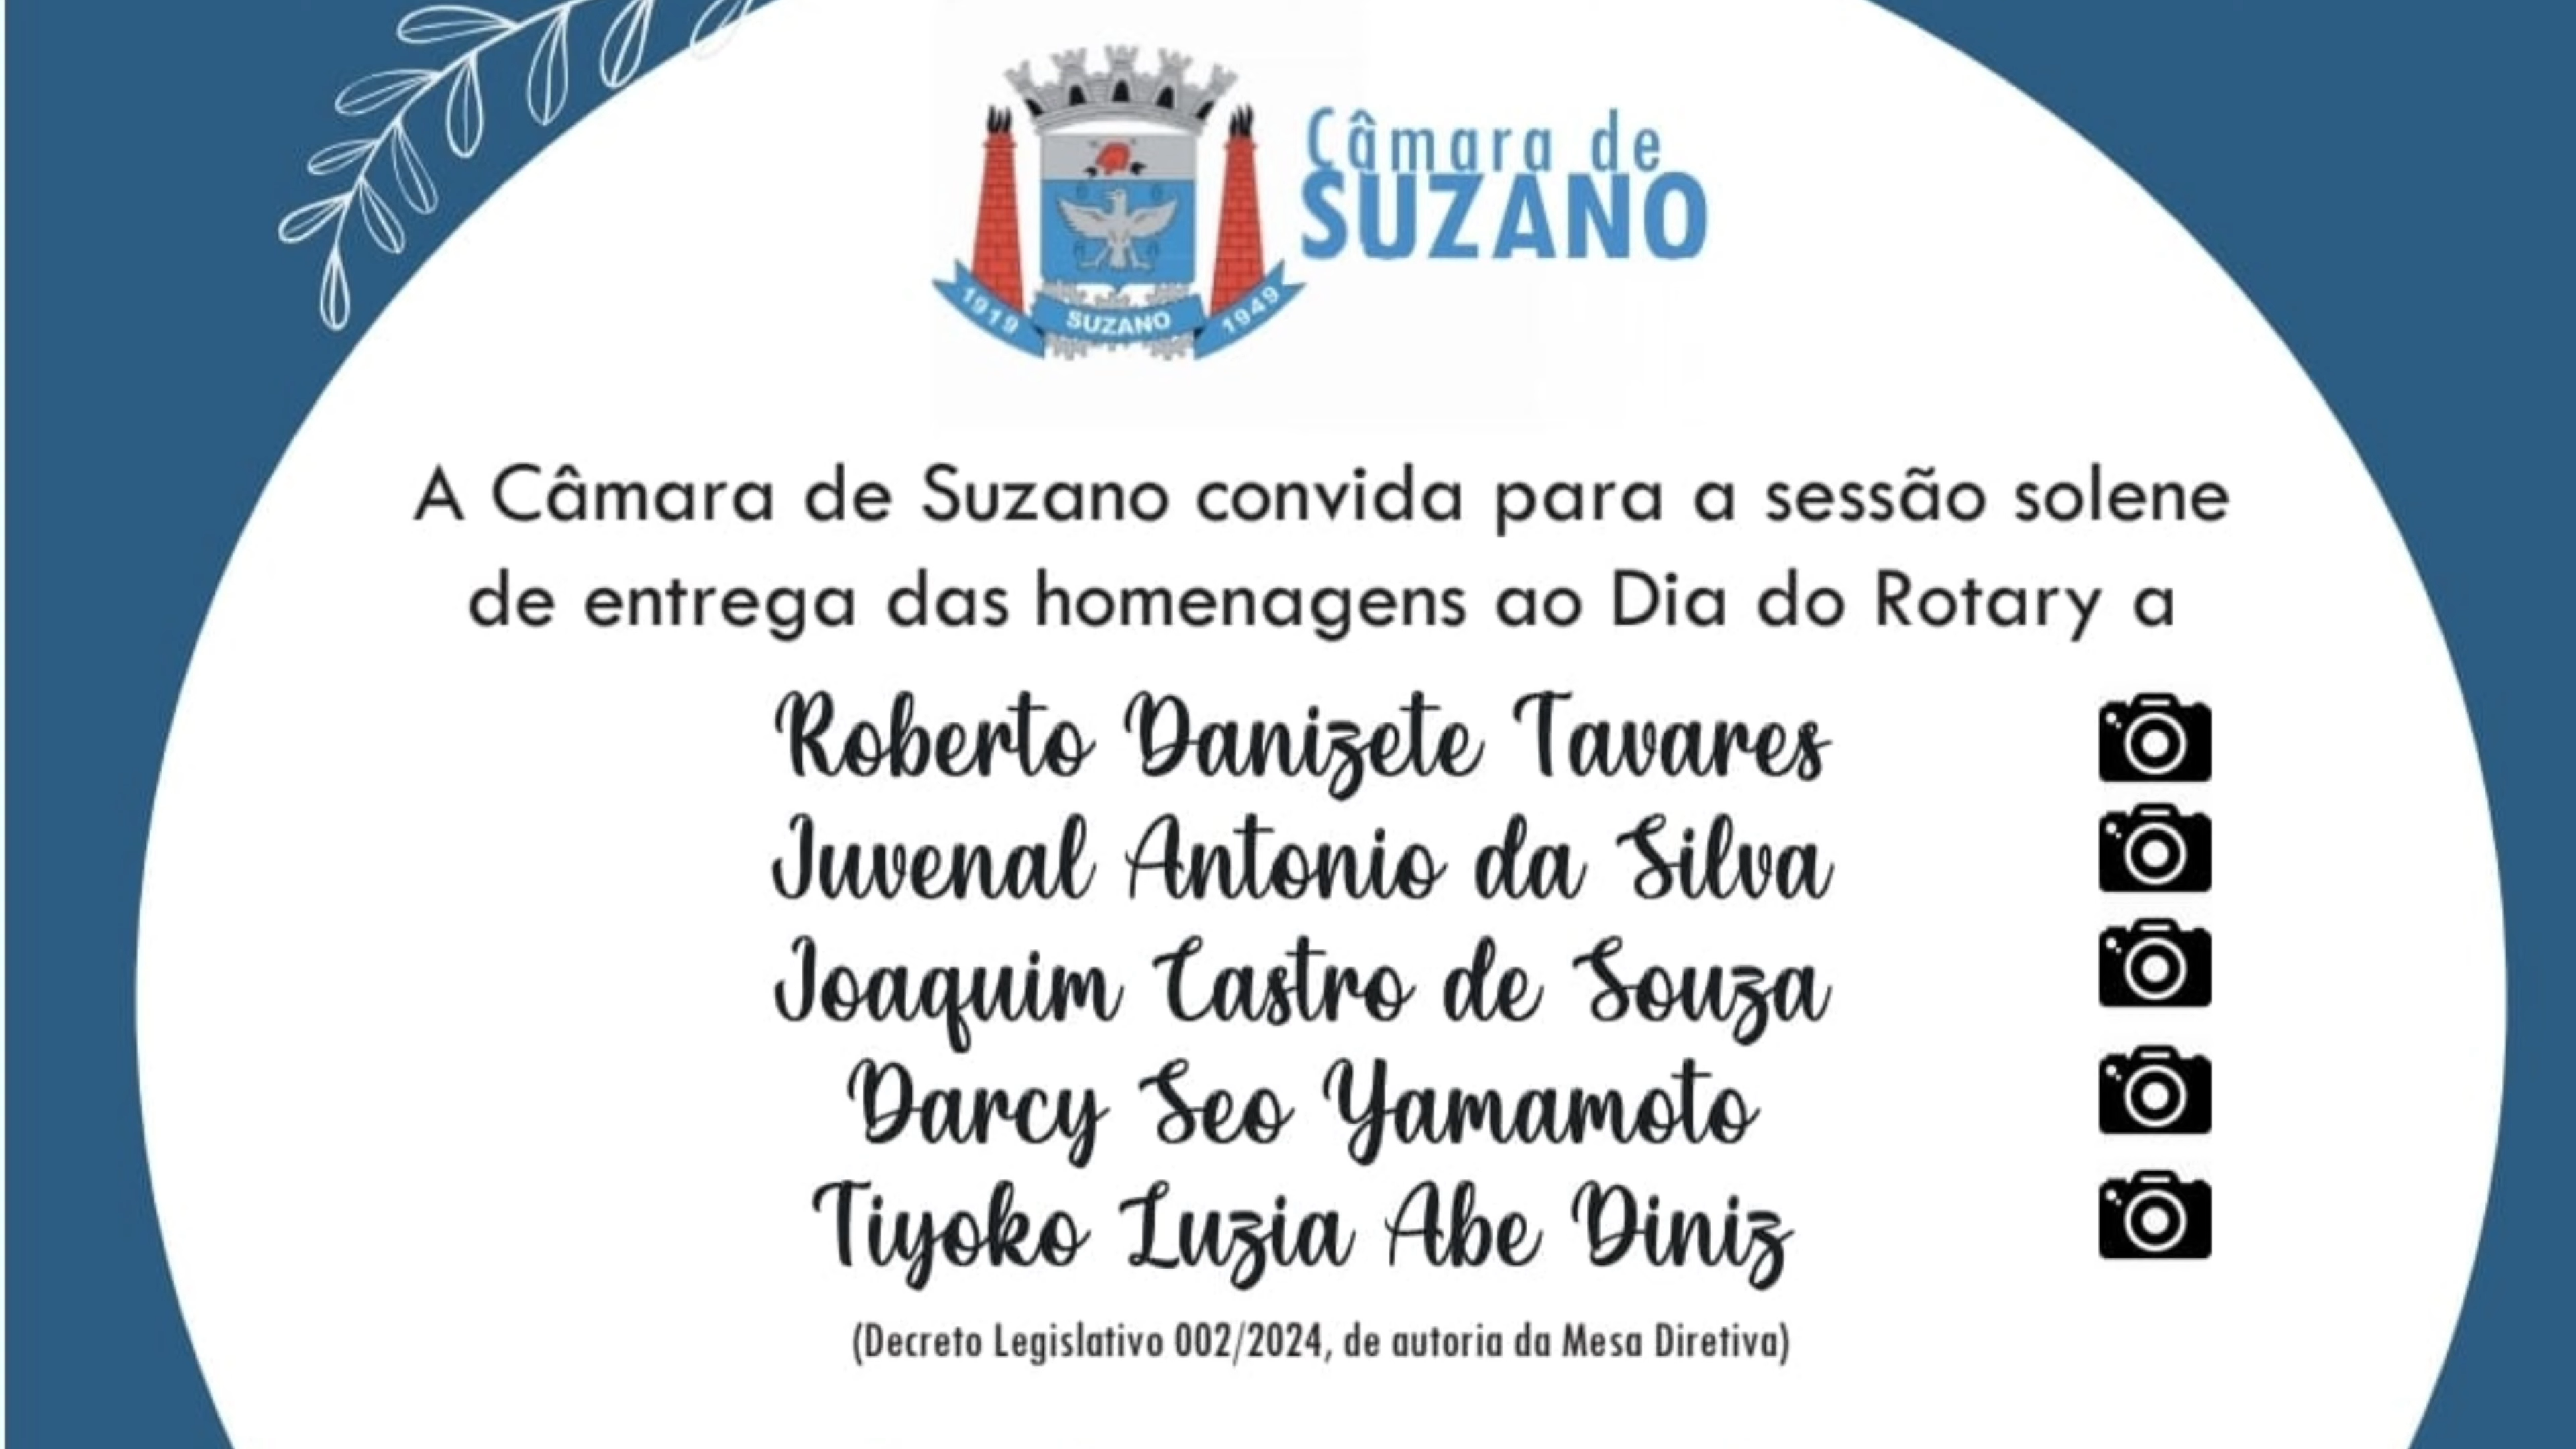 Câmara de
SUZANO
1919 SUZANO 1949
A Câmara de Suzano convida para a sessão solene
de entrega das homenagens ao Dia do Rotary a
Roberto Danizete Tavares
Juvenal Antonio da Silva
Joaquim Castro de Souza
Darcy Seo Yamamoto
Tiyoko Luzia Abe Diniz
(Decreto Legislativo 002/2024, de autoria da Mesa Diretiva)